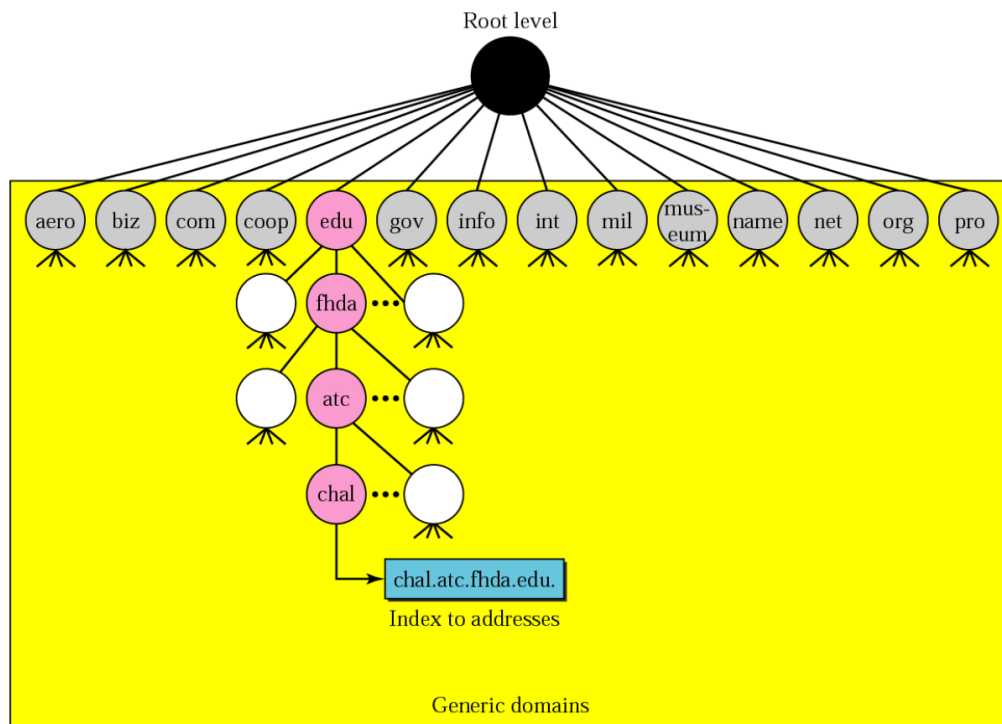 Root level
aero biz com coop edu gov info int mil mus-
eum name net org pro
fhda
atc
chal
chal.atc.fhda.edu.
Index to addresses
Generic domains